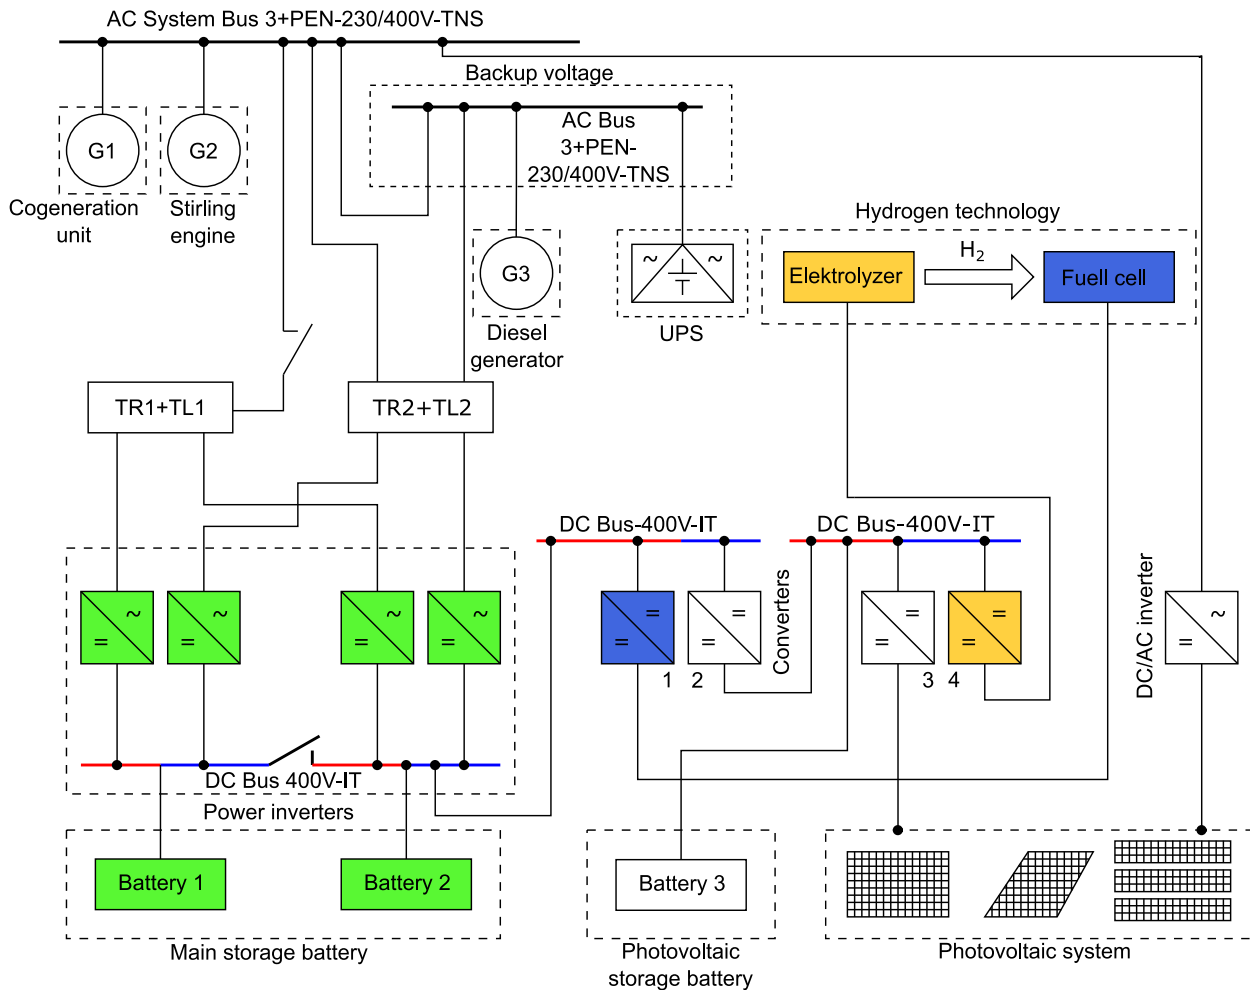 AC System Bus 3+PEN-230/400V-TNS
Backup voltage
AC Bus
3+PEN-
230/400V-TNS
G1
G2
Cogeneration
unit
Stirling
engine
G3
Diesel
generator
~ ~
UPS
Hydrogen technology
Elektrolyzer
H2
Fuell cell
TR1+TL1
TR2+TL2
DC Bus-400V-IT
DC Bus-400V-IT
~
=
~
=
~
=
~
=
=
=
=
=
=
=
=
=
~
=
1
2
Converters
3
4
DC/AC inverter
DC Bus 400V-IT
Power inverters
Battery 1
Battery 2
Battery 3
Main storage battery
Photovoltaic
storage battery
Photovoltaic system